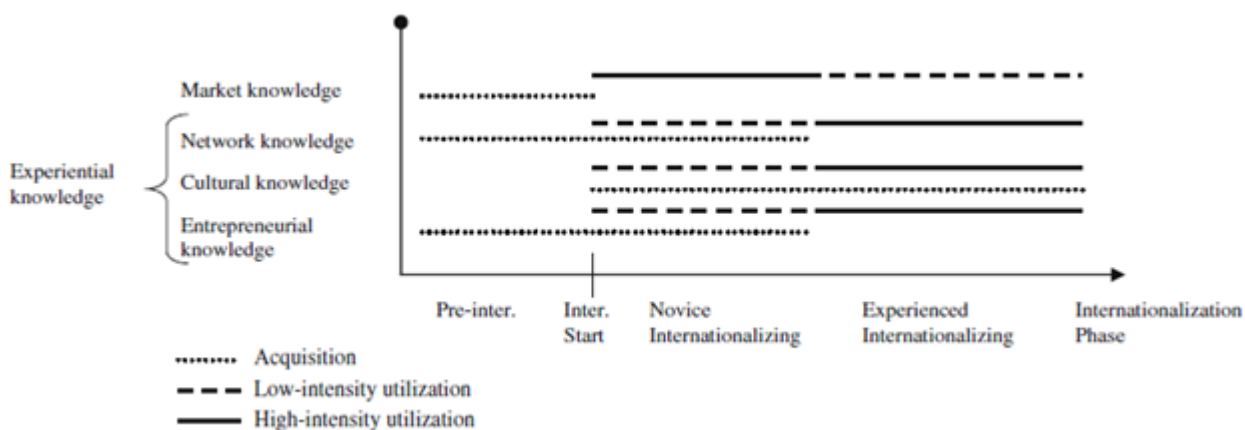 Market knowledge
Network knowledge
Experiential
knowledge
Cultural knowledge
Entrepreneurial
knowledge
Pre-inter.
Inter.
Start
Novice
Internationalizing
Experienced
Internationalizing
Internationalization
Phase
Acquisition
Low-intensity utilization
High-intensity utilization